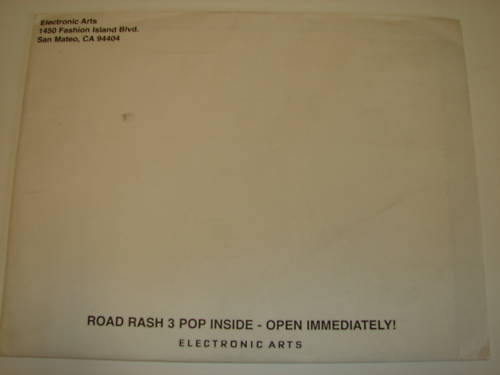 Electronic Arts
1450 Fashion Island Blvd.
San Mateo, CA 94404
ROAD RASH 3 POP INSIDE - OPEN IMMEDIATELY!
ELECTRONIC ARTS